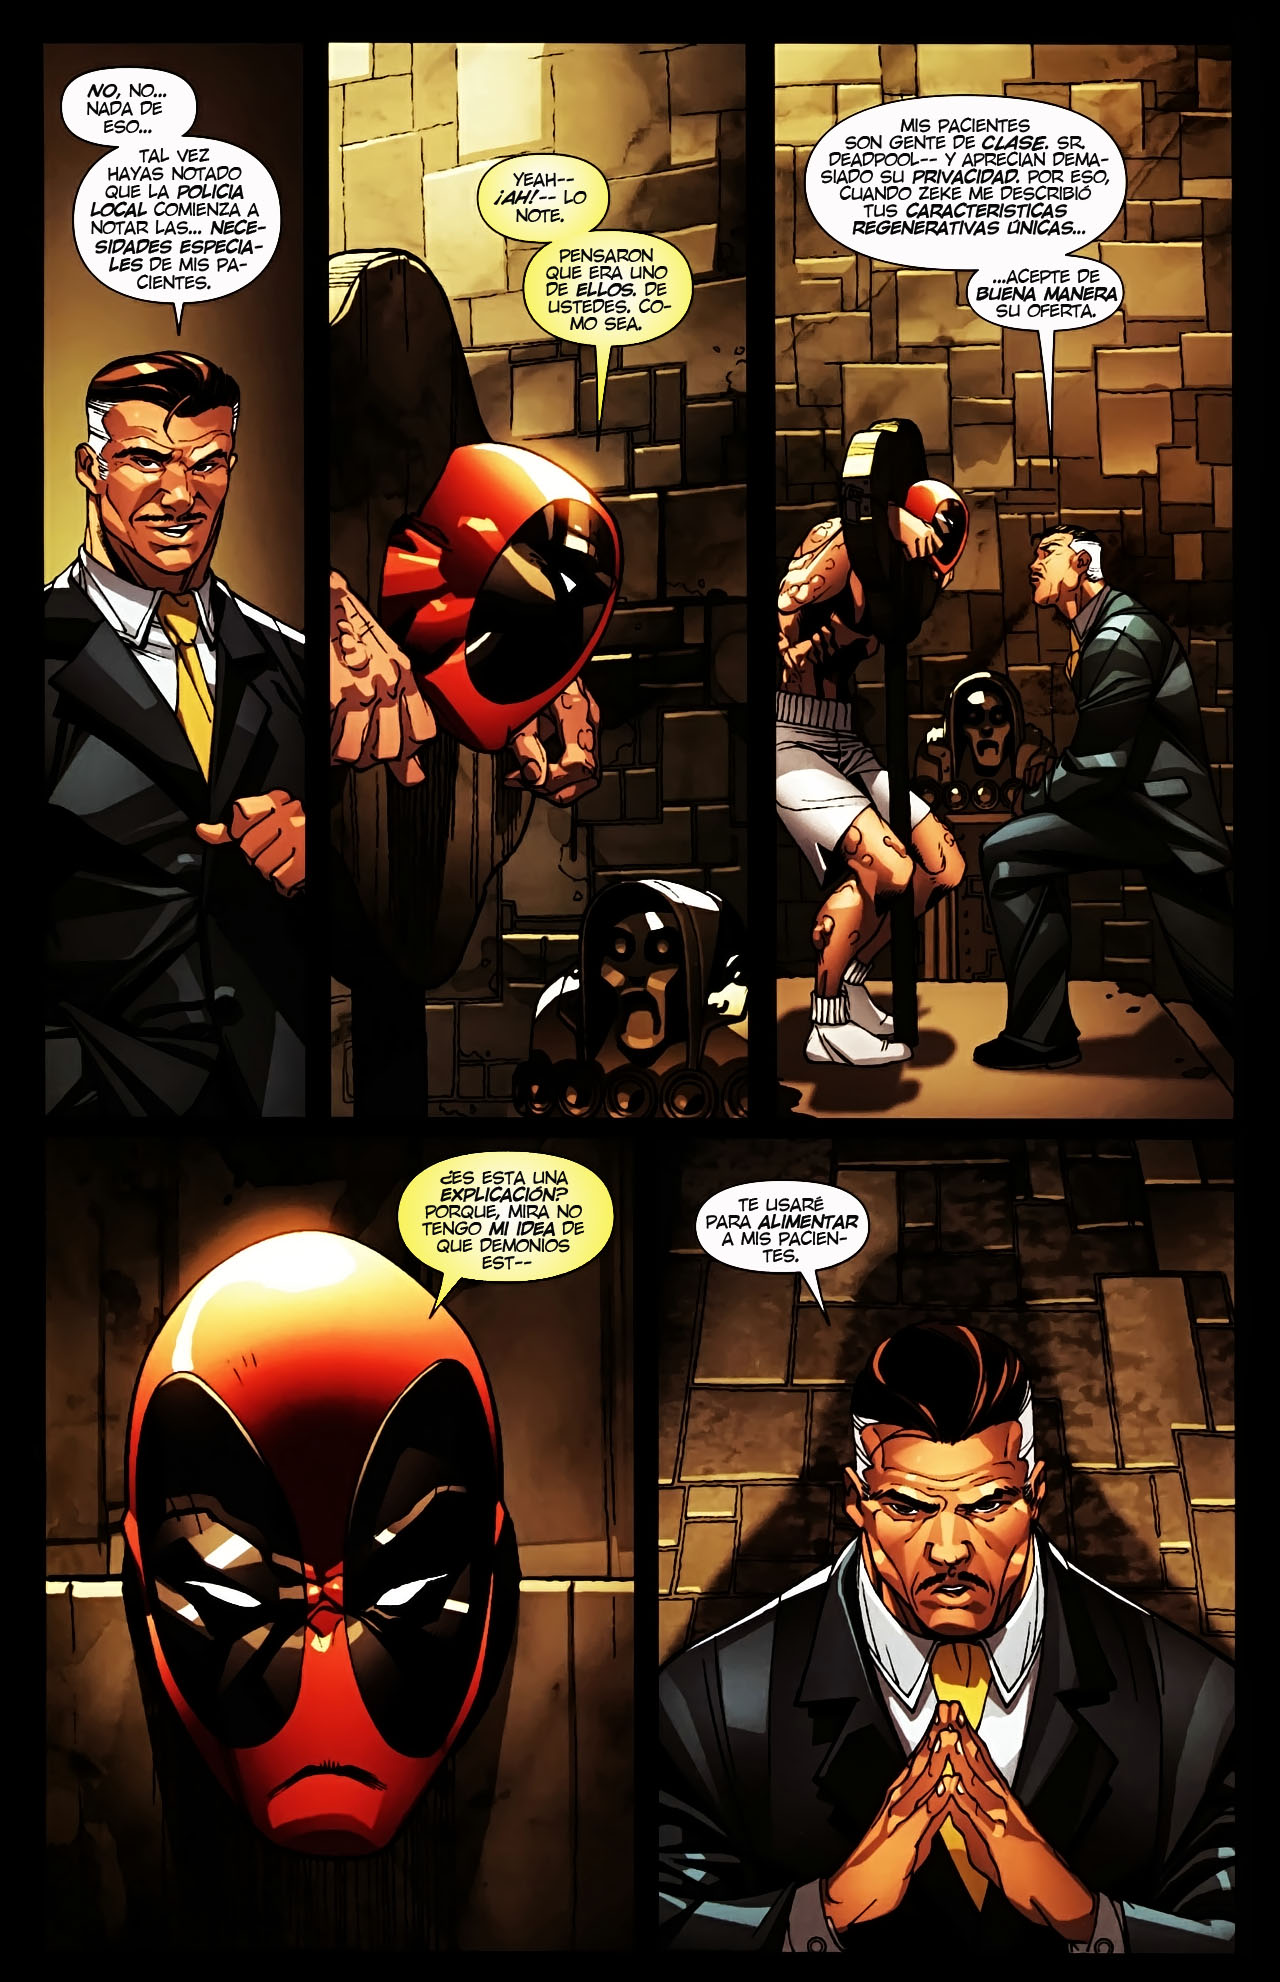 NO, NO...
NADA DE
ESO...
TAL VEZ
HAYAS NOTADO
QUE LA POLICIA
LOCAL COMIENZA A
NOTAR LAS... NECE-
SIDADES ESPECIA-
LES DE MIS PA-
CIENTES.
YEAH--
¡AH!-- LO
NOTE.
PENSARON
QUE ERA UNO
DE ELLOS. DE
USTEDES. CO-
MO SEA.
MIS PACIENTES
SON GENTE DE CLASE. SR.
DEADPOOL-- Y APRECIAN DEMA-
SIADO SU PRIVACIDAD. POR ESO,
CUANDO ZEKE ME DESCRIBIÓ
TUS CARACTERISTICAS
REGENERATIVAS ÚNICAS...
...ACEPTE DE
BUENA MANERA
SU OFERTA.
¿ES ESTA UNA
EXPLICACIÓN?
PORQUE, MIRA NO
TENGO MI IDEA DE
QUE DEMONIOS
EST--
TE USARÉ
PARA ALIMENTAR
A MIS PACIEN-
TES.